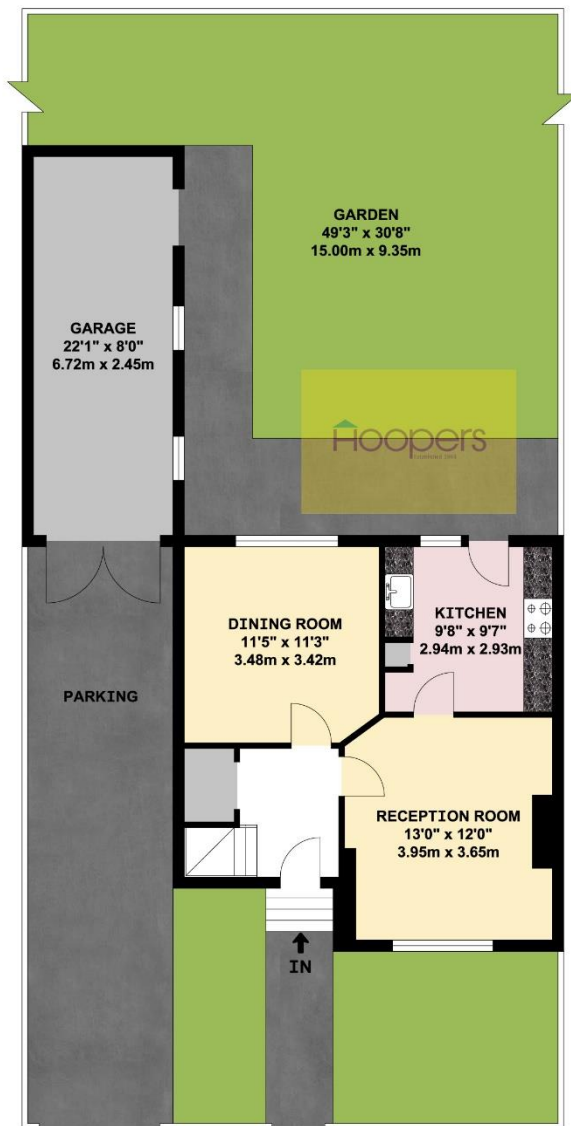 GARDEN
49'3" x 30'8"
15.00m x 9.35m
GARAGE
22'1" x 8'0"
6.72m x 2.45m
Hoopers
DINING ROOM
11'5" x 11'3"
3.48m x 3.42m
KITCHEN
9'8" x 9'7"
2.94m x 2.93m
PARKING
RECEPTION ROOM
13'0" x 12'0"
3.95m x 3.65m
IN